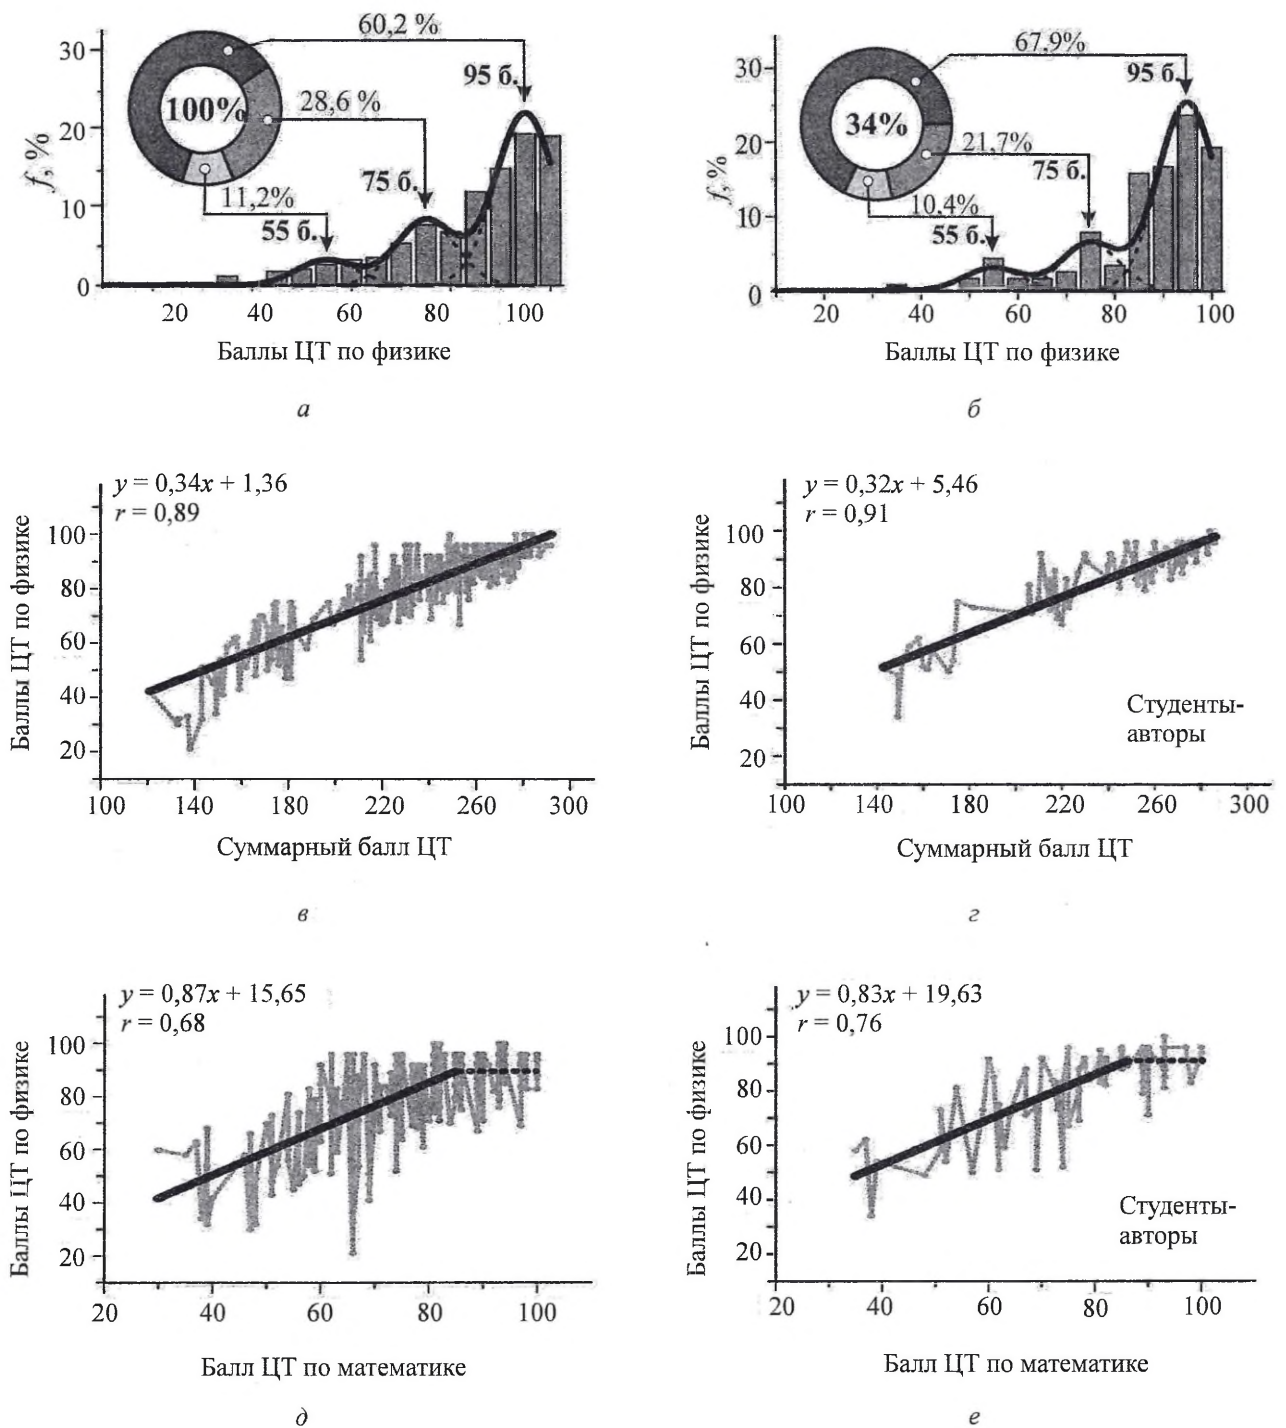 60,2 %
30
95 б.
100%
28,6 %
20
f, %
75 б.
11,2%
10
55 б.
0
20 40 60 80 100
Баллы ЦТ по физике
а
67,9%
30
95 б.
34%
21,7%
20
f, %
75 б.
10,4%
10
55 б.
0
20 40 60 80 100
Баллы ЦТ по физике
б
y = 0,34x + 1,36
r = 0,89
Баллы ЦТ по физике
100
80
60
40
20
100 140 180 220 260 300
Суммарный балл ЦТ
в
y = 0,32x + 5,46
r = 0,91
Баллы ЦТ по физике
100
80
60
40
20
Студенты-
авторы
100 140 180 220 260 300
Суммарный балл ЦТ
г
y = 0,87x + 15,65
r = 0,68
Баллы ЦТ по физике
100
80
60
40
20
20 40 60 80 100
Балл ЦТ по математике
д
y = 0,83x + 19,63
r = 0,76
Баллы ЦТ по физике
100
80
60
40
20
Студенты-
авторы
20 40 60 80 100
Балл ЦТ по математике
е